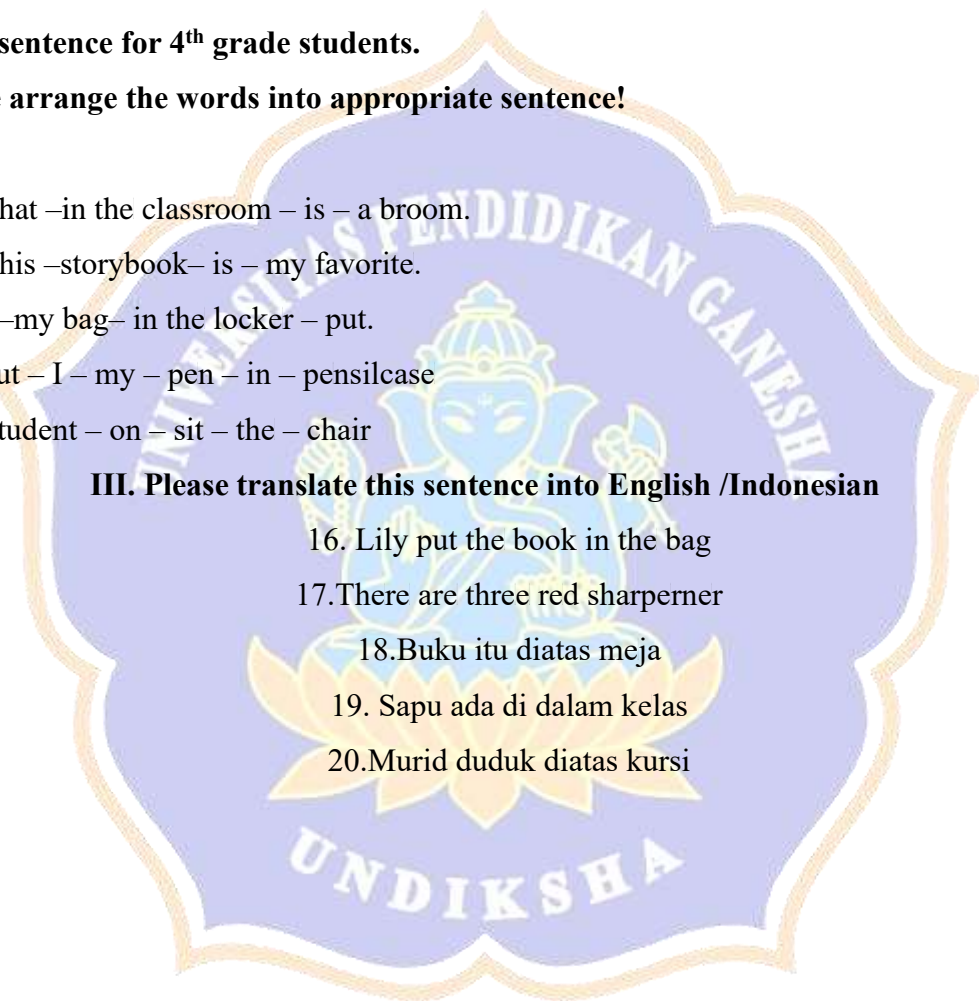 sentence for 4th grade students.
arrange the words into appropriate sentence!
hat –in the classroom – is – a broom.
his –storybook– is – my favorite.
–my bag– in the locker – put.
ut – I – my – pen – in – pensilcase
tudent – on – sit – the – chair
III. Please translate this sentence into English /Indonesian
16. Lily put the book in the bag
17.There are three red sharperner
18.Buku itu diatas meja
19. Sapu ada di dalam kelas
20.Murid duduk diatas kursi
UNIVERSITAS PENDIDIKAN GANESHA
UNDIKSHA